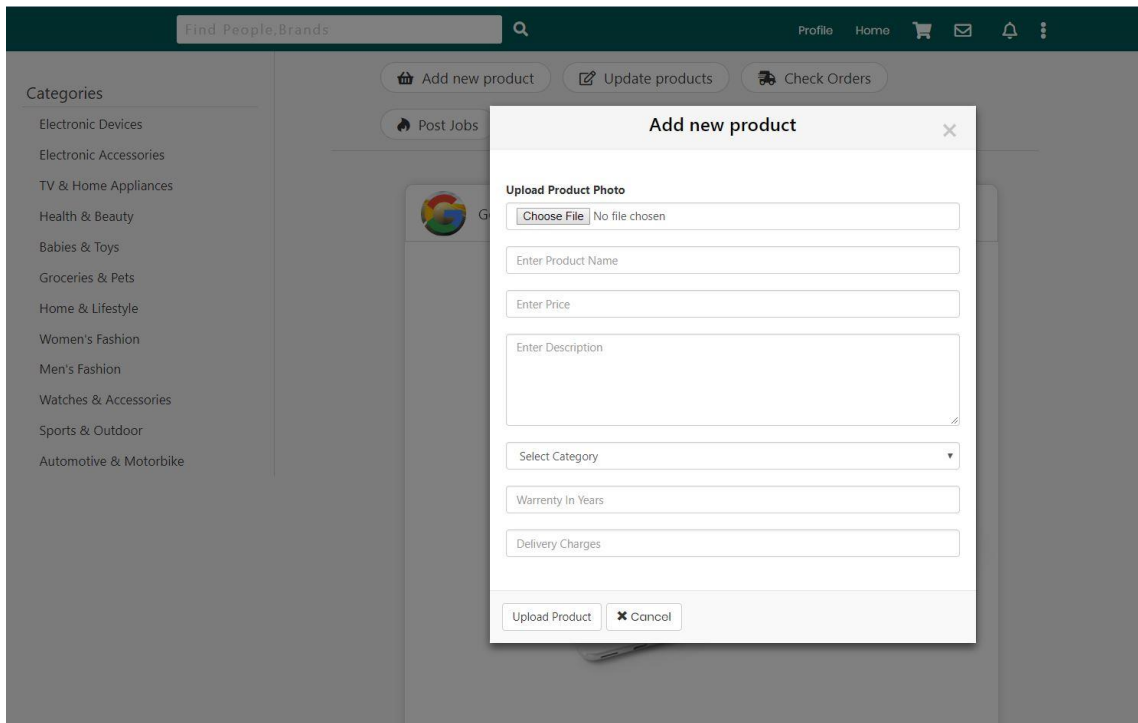 Find People,Brands
Profile Home
Categories
Electronic Devices
Electronic Accessories
TV & Home Appliances
Health & Beauty
Babies & Toys
Groceries & Pets
Home & Lifestyle
Women's Fashion
Men's Fashion
Watches & Accessories
Sports & Outdoor
Automotive & Motorbike
Add new product Update products Check Orders
Post Jobs
Add new product
Upload Product Photo
Choose File No file chosen
Enter Product Name
Enter Price
Enter Description
Select Category
Warrenty In Years
Delivery Charges
Upload Product Cancel